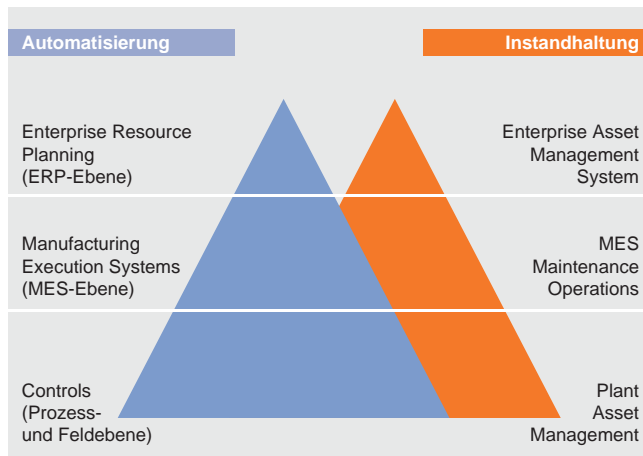 Automatisierung
Instandhaltung
Enterprise Resource
Planning
(ERP-Ebene)
Enterprise Asset
Management
System
Manufacturing
Execution Systems
(MES-Ebene)
MES
Maintenance
Operations
Controls
(Prozess-
und Feldebene)
Plant
Asset
Management